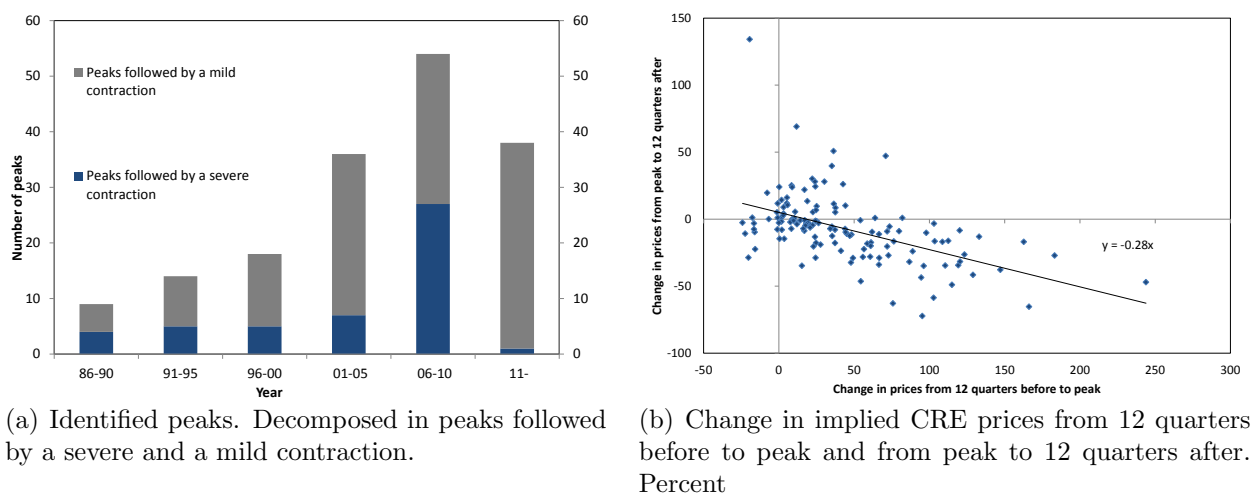 60
50
40
30
20
10
0
Number of peaks
Peaks followed by a mild
contraction
Peaks followed by a severe
contraction
60
50
40
30
20
10
0
86-90
91-95
96-00
01-05
06-10
11-
Year
(a) Identified peaks. Decomposed in peaks followed
by a severe and a mild contraction.
150
100
50
0
-50
-100
Change in prices from peak to 12 quarters after
y = -0.28x
-50
0
50
100
150
200
250
300
Change in prices from 12 quarters before to peak
(b) Change in implied CRE prices from 12 quarters
before to peak and from peak to 12 quarters after.
Percent